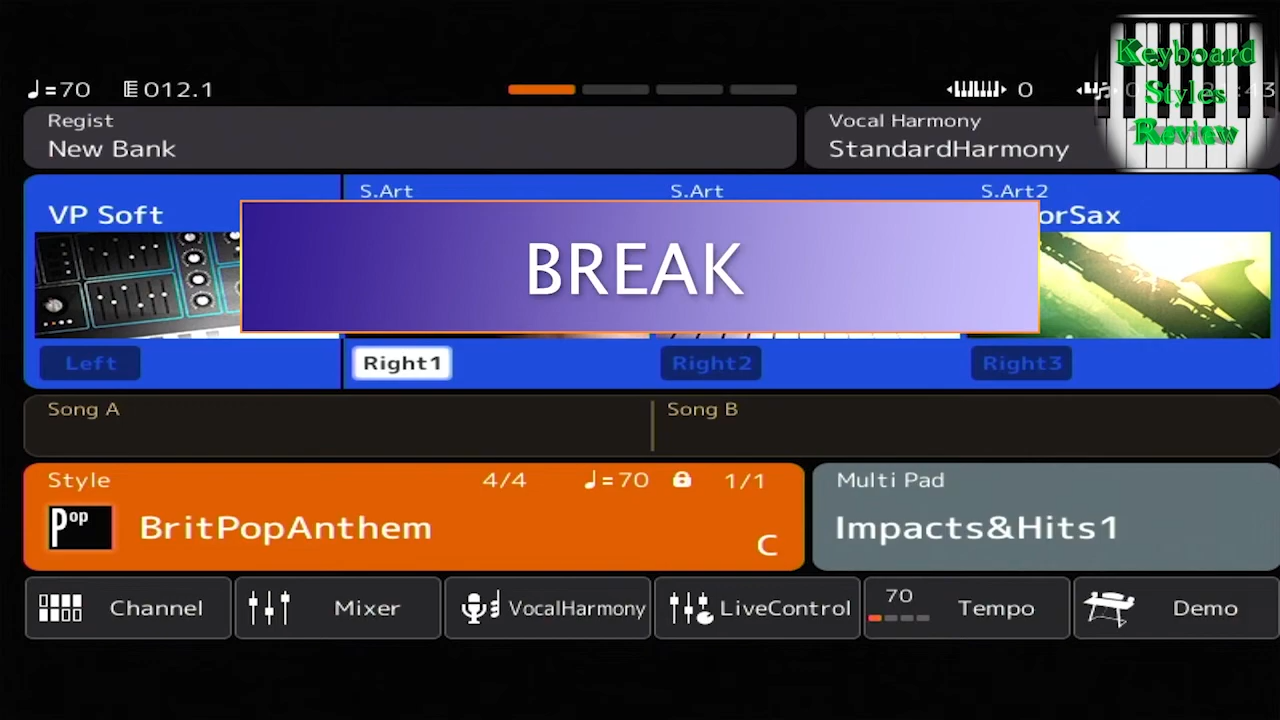 ♩=70 012.1 0
Keyboard
Styles
Review
Regist
New Bank
Vocal Harmony
StandardHarmony
VP Soft
S.Art
S.Art
S.Art2
orSax
BREAK
Left
Right1
Right2
Right3
Song A
Song B
Style 4/4 ♩=70 1/1
Pop
BritPopAnthem
C
Multi Pad
Impacts&Hits1
Channel
Mixer
VocalHarmony
LiveControl
70
Tempo
Demo